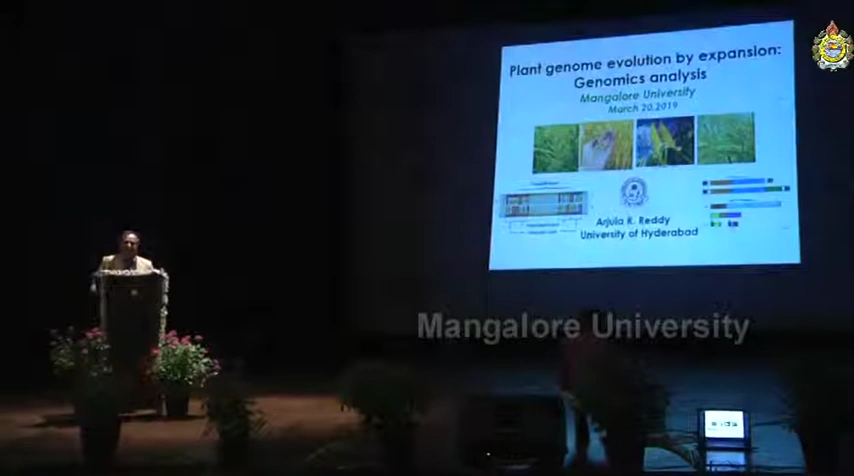 Plant genome evolution by expansion:
Genomics analysis
Mangalore University
March 20,2019
Arjula R. Reddy
University of Hyderabad
Mangalore University